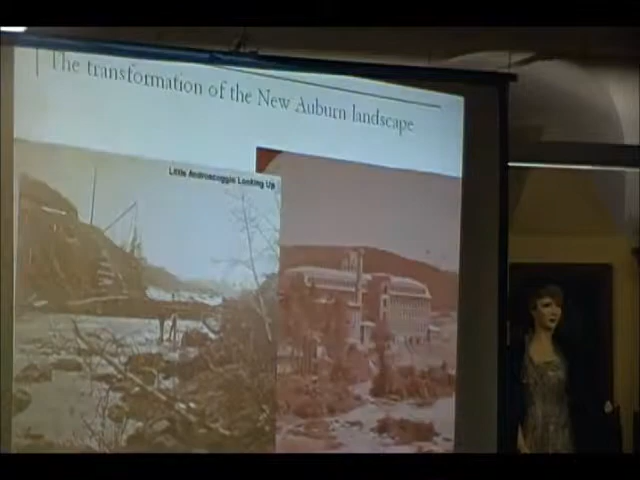 The transformation of the New Auburn landscape
Little Androscoggin Looking Up